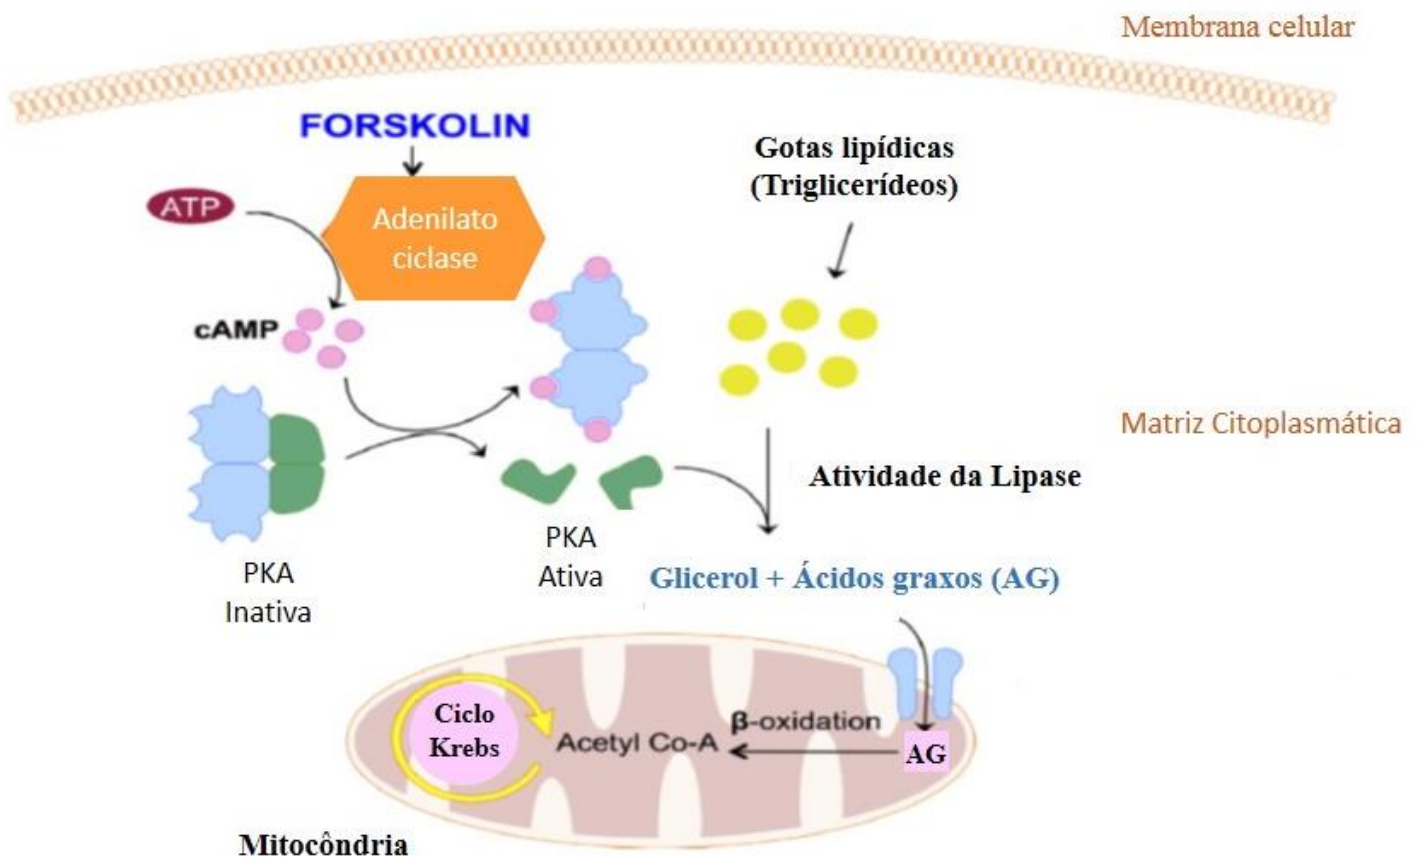 Membrana celular
FORSKOLIN
Gotas lipídicas
(Triglicerídeos)
ATP
Adenilato
ciclase
cAMP
Matriz Citoplasmática
Atividade da Lipase
PKA
Ativa
PKA
Inativa
Glicerol + Ácidos graxos (AG)
Ciclo
Krebs
Acetyl Co-A
β-oxidation
AG
Mitocôndria